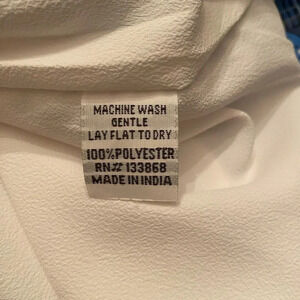 MACHINE WASH
GENTLE
LAY FLAT TO DRY
100% POLYESTER
RN# 133868
MADE IN INDIA